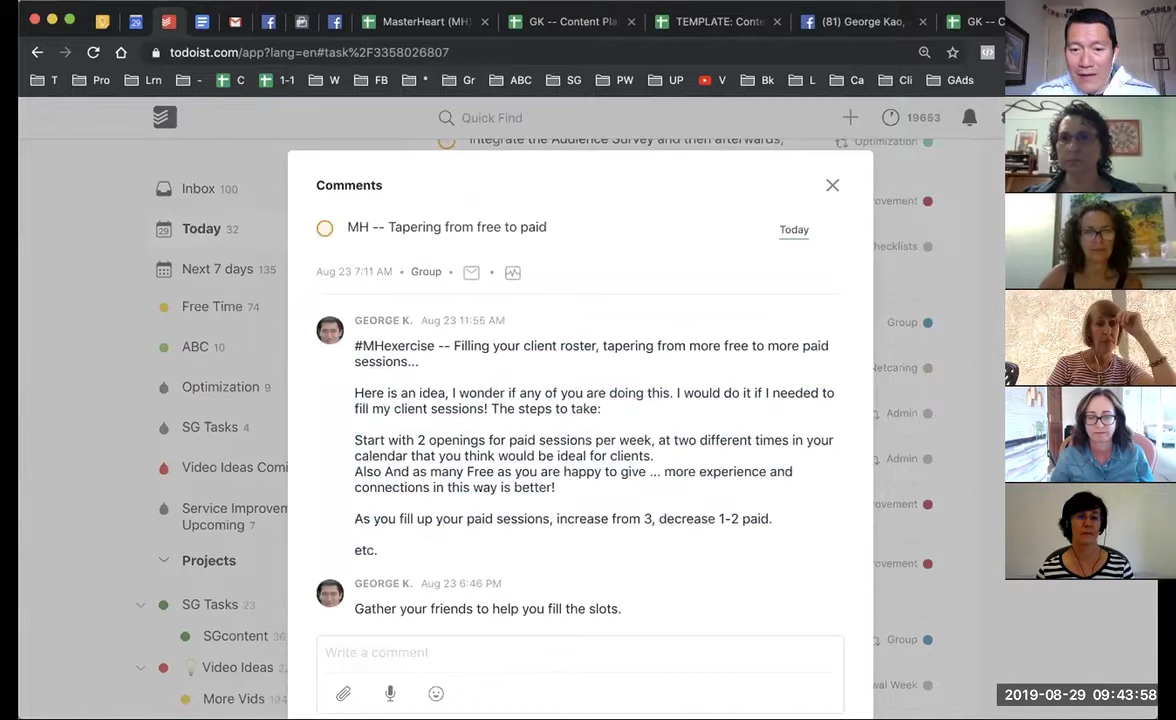 MasterHeart (MH)
GK -- Content Pla
TEMPLATE: Conte
(81) George Kao,
GK -- C
todoist.com/app?lang=en#task%2F3358026807
T Pro Lrn - C 1-1 W FB * Gr ABC SG PW UP V Bk L Ca Cli GAds
Quick Find
19653
Integrate the Audience Survey and then afterwards,
Optimization
Inbox 100
Today 32
Next 7 days 135
Free Time 74
ABC 10
Optimization 9
SG Tasks 4
Video Ideas Comi
Service Improven
Upcoming 7
Projects
SG Tasks 23
SGcontent 36
Video Ideas
More Vids 194
Comments
MH -- Tapering from free to paid
Today
Aug 23 7:11 AM • Group • •
GEORGE K. Aug 23 11:55 AM
#MHexercise -- Filling your client roster, tapering from more free to more paid
sessions...
Here is an idea, I wonder if any of you are doing this. I would do it if I needed to
fill my client sessions! The steps to take:
Start with 2 openings for paid sessions per week, at two different times in your
calendar that you think would be ideal for clients.
Also And as many Free as you are happy to give ... more experience and
connections in this way is better!
As you fill up your paid sessions, increase from 3, decrease 1-2 paid.
etc.
GEORGE K. Aug 23 6:46 PM
Gather your friends to help you fill the slots.
Write a comment
ovement
hecklists
Group
Netcaring
Admin
Admin
ovement
ovement
Group
wal Week
2019-08-29 09:43:58